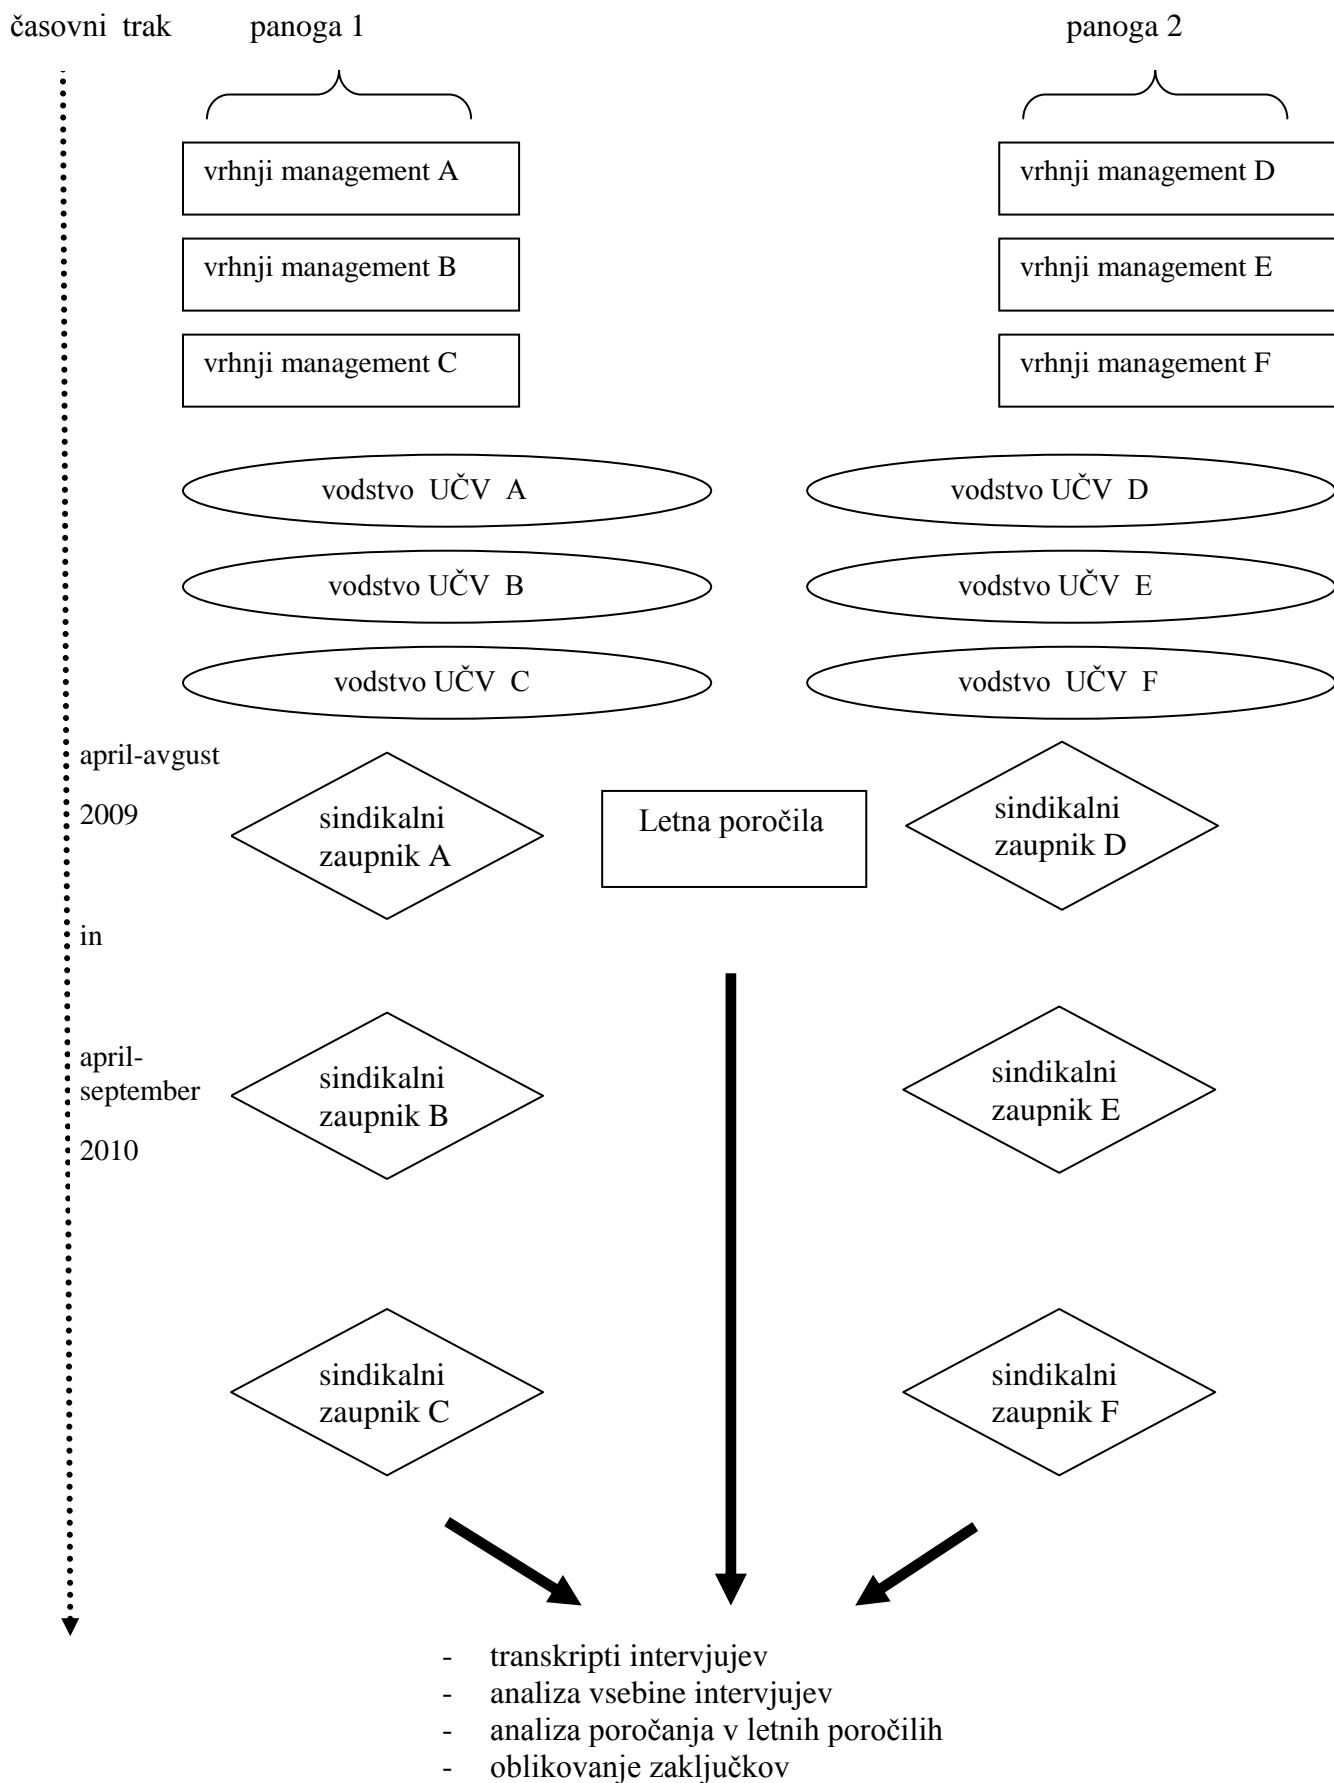 časovni trak
panoga 1
panoga 2
vrhnji management A
vrhnji management D
vrhnji management B
vrhnji management E
vrhnji management C
vrhnji management F
vodstvo UČV A
vodstvo UČV D
vodstvo UČV B
vodstvo UČV E
vodstvo UČV C
vodstvo UČV F
april-avgust
2009
sindikalni
zaupnik A
Letna poročila
sindikalni
zaupnik D
in
april-
september
2010
sindikalni
zaupnik B
sindikalni
zaupnik E
sindikalni
zaupnik C
sindikalni
zaupnik F
- transkripti intervjujev
- analiza vsebine intervjujev
- analiza poročanja v letnih poročilih
- oblikovanje zaključkov